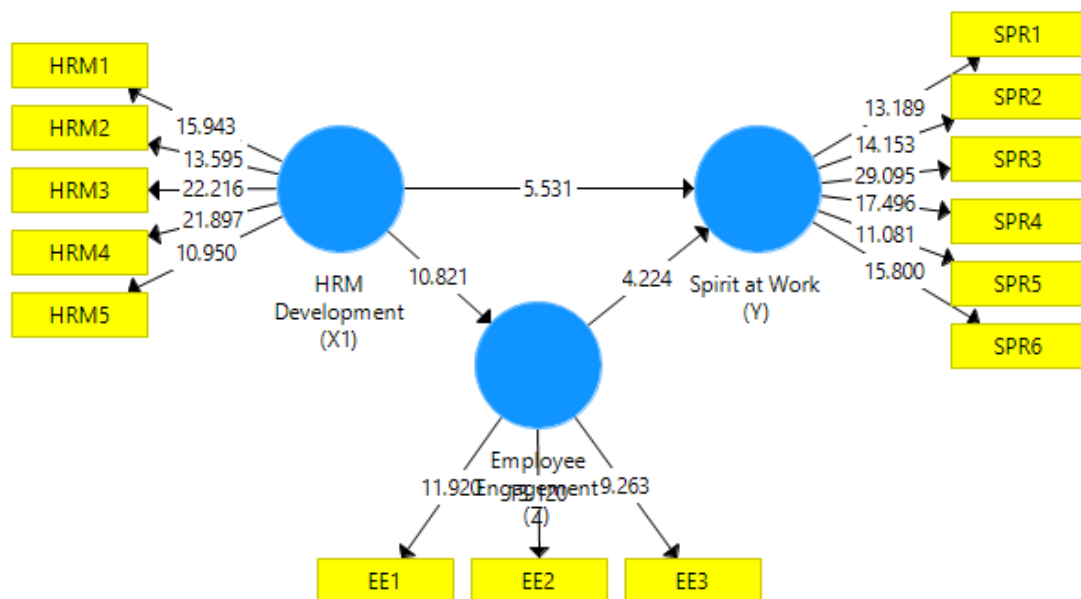 HRM1
HRM2
HRM3
HRM4
HRM5
15.943
13.595
22.216
21.897
10.950
HRM
Development
(X1)
5.531
10.821
4.224
Spirit at Work
(Y)
13.189
14.153
29.095
17.496
11.081
15.800
SPR1
SPR2
SPR3
SPR4
SPR5
SPR6
Employee
Engagement
(Z)
11.920
9.263
EE1
EE2
EE3